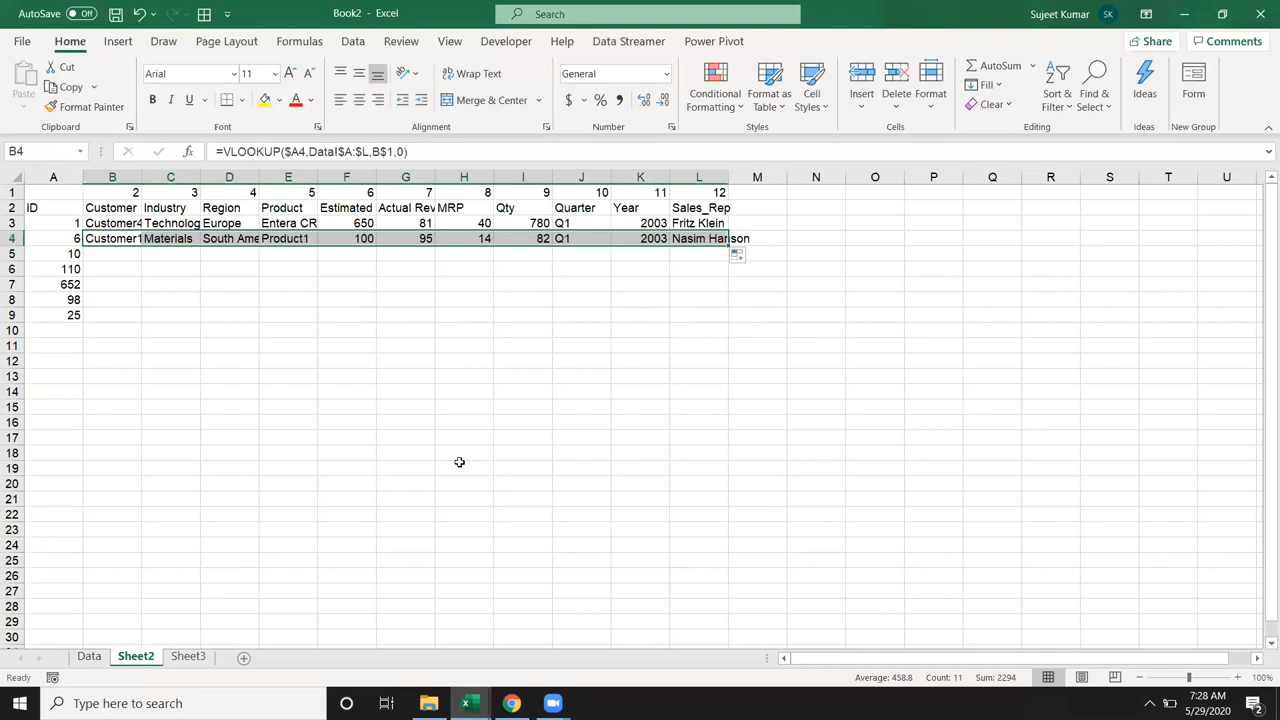 AutoSave Off Book2 - Excel Search Sujeet Kumar SK
File Home Insert Draw Page Layout Formulas Data Review View Developer Help Data Streamer Power Pivot Share Comments
Paste Cut Copy Format Painter Clipboard
Arial 11 B I U A Font
Wrap Text Merge & Center Alignment
General $ % , Number
Conditional Formatting Format as Table Cell Styles Styles
Insert Delete Format Cells
AutoSum Fill Clear Sort & Filter Find & Select Editing
Ideas Ideas
Form New Group
B4 fx =VLOOKUP($A4,Data!$A:$L,B$1,0)
A B C D E F G H I J K L M N O P Q R S T U
1 2 3 4 5 6 7 8 9 10 11 12
2 ID Customer Industry Region Product Estimated Actual Rev MRP Qty Quarter Year Sales_Rep
3 1 Customer4 Technolog Europe Entera CR 650 81 40 780 Q1 2003 Fritz Klein
4 6 Customer1 Materials South Ame Product1 100 95 14 82 Q1 2003 Nasim Hanson
5 10
6 110
7 652
8 98
9 25
10
11
12
13
14
15
16
17
18
19
20
21
22
23
24
25
26
27
28
29
30
Data Sheet2 Sheet3
Ready Average: 458.8 Count: 11 Sum: 2294 100%
Type here to search 7:28 AM
5/29/2020 2